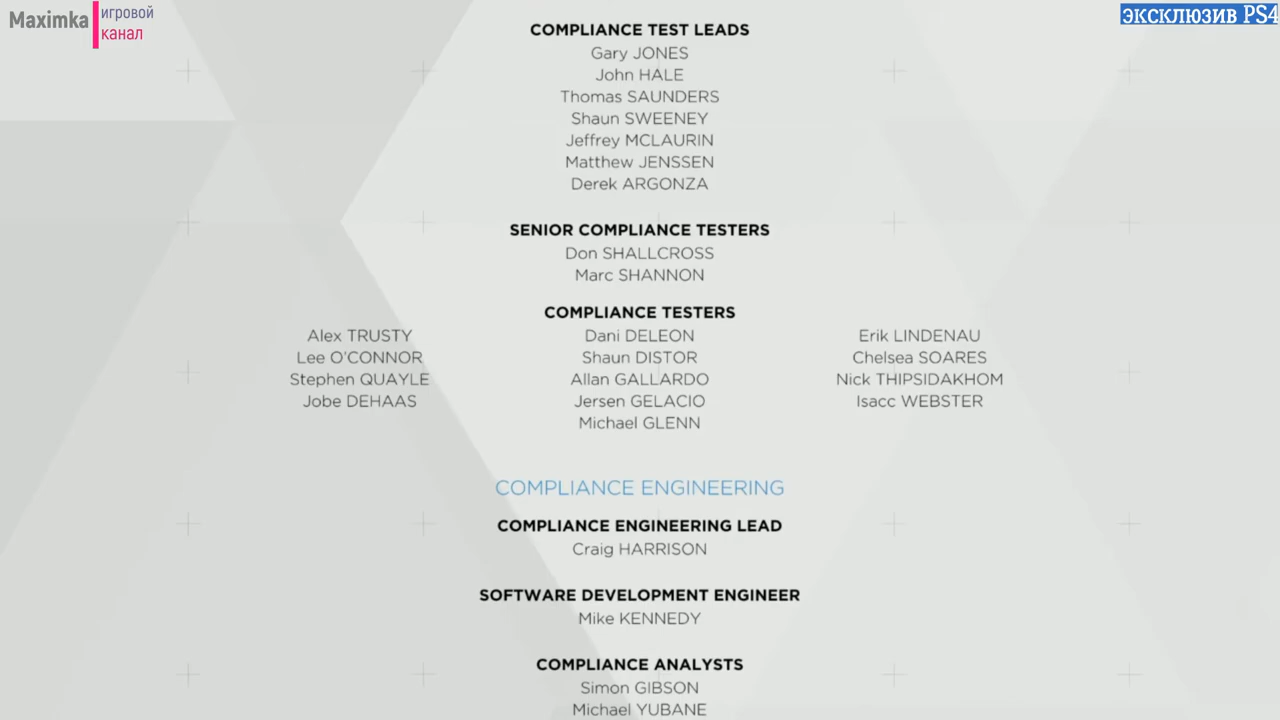 Maximka игровой канал
ЭКСКЛЮЗИВ PS4
COMPLIANCE TEST LEADS
Gary JONES
John HALE
Thomas SAUNDERS
Shaun SWEENEY
Jeffrey MCLAURIN
Matthew JENSSEN
Derek ARGONZA
SENIOR COMPLIANCE TESTERS
Don SHALLCROSS
Marc SHANNON
COMPLIANCE TESTERS
Alex TRUSTY Dani DELEON Erik LINDENAU
Lee O'CONNOR Shaun DISTOR Chelsea SOARES
Stephen QUAYLE Allan GALLARDO Nick THIPSIDAKHOM
Jobe DEHAAS Jersen GELACIO Isacc WEBSTER
Michael GLENN
COMPLIANCE ENGINEERING
COMPLIANCE ENGINEERING LEAD
Craig HARRISON
SOFTWARE DEVELOPMENT ENGINEER
Mike KENNEDY
COMPLIANCE ANALYSTS
Simon GIBSON
Michael YUBANE